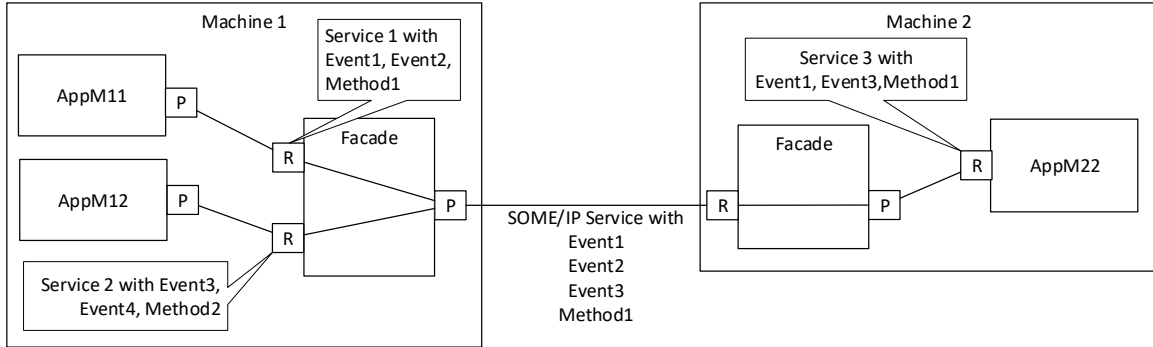 Machine 1
Service 1 with
Event1, Event2,
Method1
AppM11
P
Facade
R
AppM12
P
R
P
Service 2 with Event3,
Event4, Method2
SOME/IP Service with
Event1
Event2
Event3
Method1
Machine 2
Service 3 with
Event1, Event3,Method1
Facade
R
P
R
AppM22